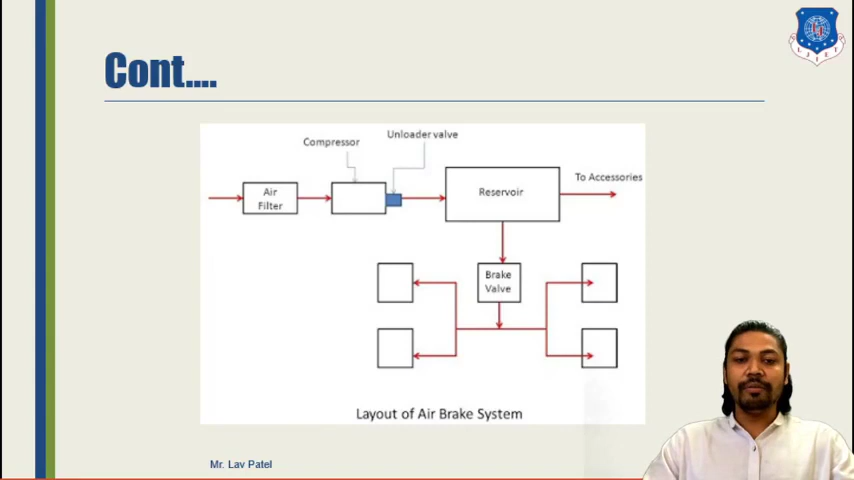 Cont....
Compressor
Unloader valve
Air
Filter
Reservoir
To Accessories
Brake
Valve
Layout of Air Brake System
Mr. Lav Patel